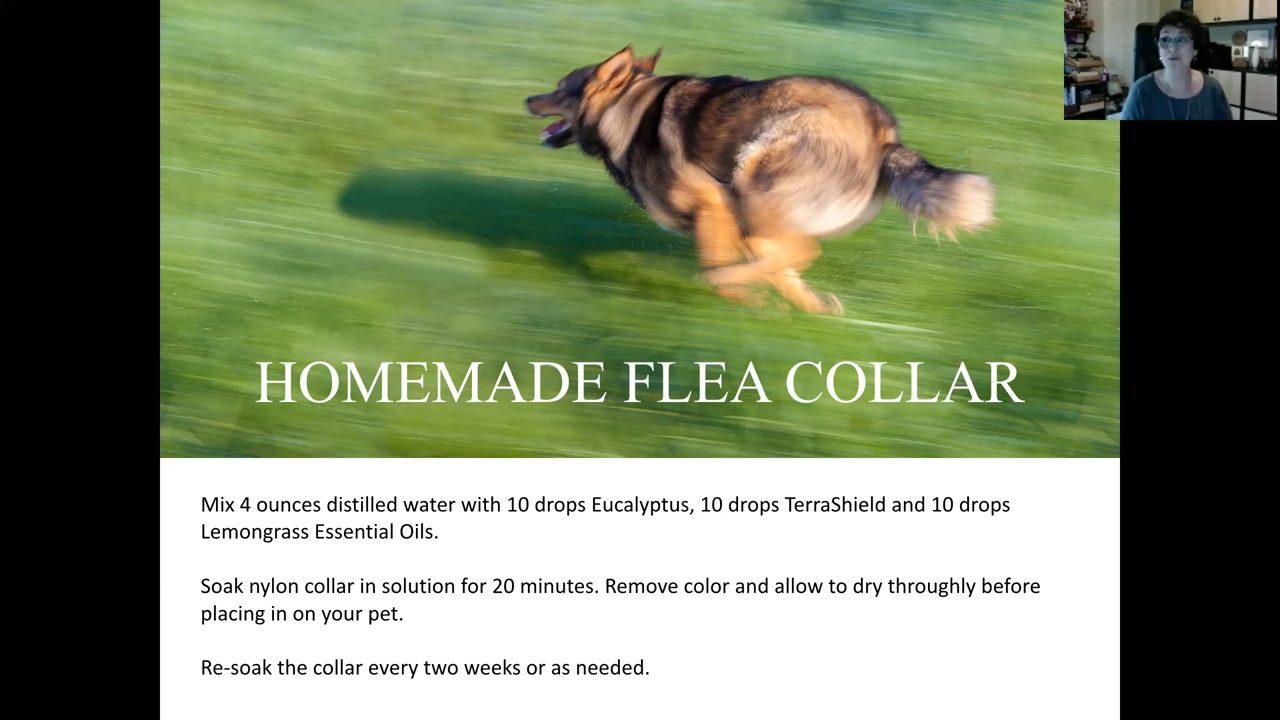 HOMEMADE FLEA COLLAR
Mix 4 ounces distilled water with 10 drops Eucalyptus, 10 drops TerraShield and 10 drops
Lemongrass Essential Oils.
Soak nylon collar in solution for 20 minutes. Remove color and allow to dry throughly before
placing in on your pet.
Re-soak the collar every two weeks or as needed.